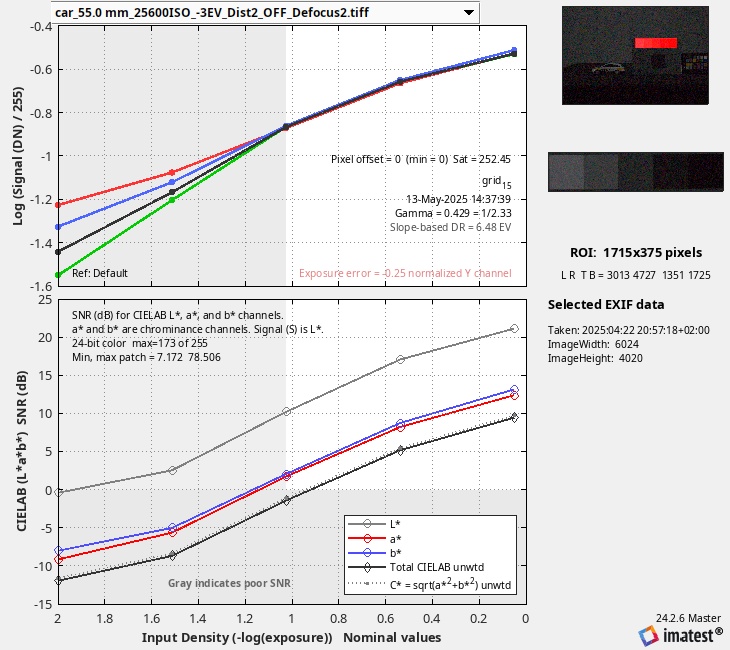 car_55.0 mm_25600ISO_-3EV_Dist2_OFF_Defocus2.tiff
Log (Signal (DN) / 255)
-0.4
-0.6
-0.8
-1
-1.2
-1.4
-1.6
Pixel offset = 0 (min = 0) Sat = 252.45
grid15
13-May-2025 14:37:39
Gamma = 0.429 = 1/2.33
Slope-based DR = 6.48 EV
Ref: Default
Exposure error = -0.25 normalized Y channel
CIELAB (L*a*b*) SNR (dB)
25
20
15
10
5
0
-5
-10
-15
SNR (dB) for CIELAB L*, a*, and b* channels.
a* and b* are chrominance channels. Signal (S) is L*.
24-bit color max=173 of 255
Min, max patch = 7.172 78.506
L*
a*
b*
Total CIELAB unwtd
C* = sqrt(a*2+b*2) unwtd
Gray indicates poor SNR
2 1.8 1.6 1.4 1.2 1 0.8 0.6 0.4 0.2 0
Input Density (-log(exposure)) Nominal values
ROI: 1715x375 pixels
L R T B = 3013 4727 1351 1725
Selected EXIF data
Taken: 2025:04:22 20:57:18+02:00
ImageWidth: 6024
ImageHeight: 4020
24.2.6 Master
imatest®